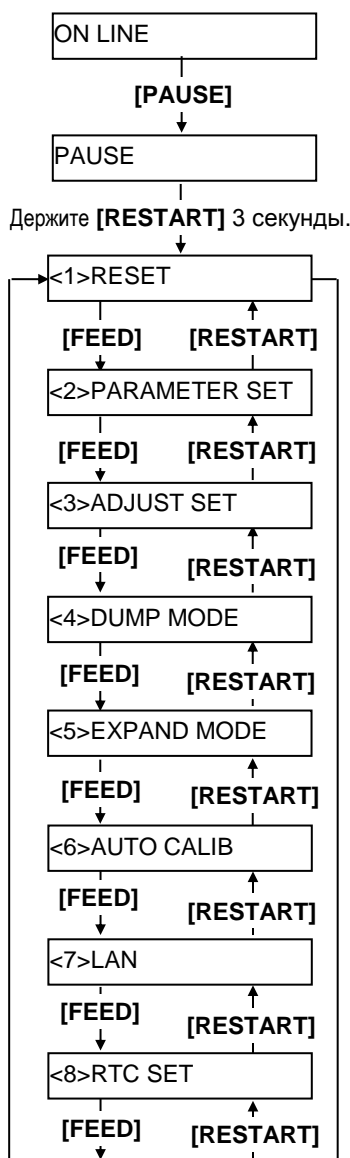 ON LINE
[PAUSE]
PAUSE
Держите [RESTART] 3 секунды.
<1>RESET
[FEED] [RESTART]
<2>PARAMETER SET
[FEED] [RESTART]
<3>ADJUST SET
[FEED] [RESTART]
<4>DUMP MODE
[FEED] [RESTART]
<5>EXPAND MODE
[FEED] [RESTART]
<6>AUTO CALIB
[FEED] [RESTART]
<7>LAN
[FEED] [RESTART]
<8>RTC SET
[FEED] [RESTART]